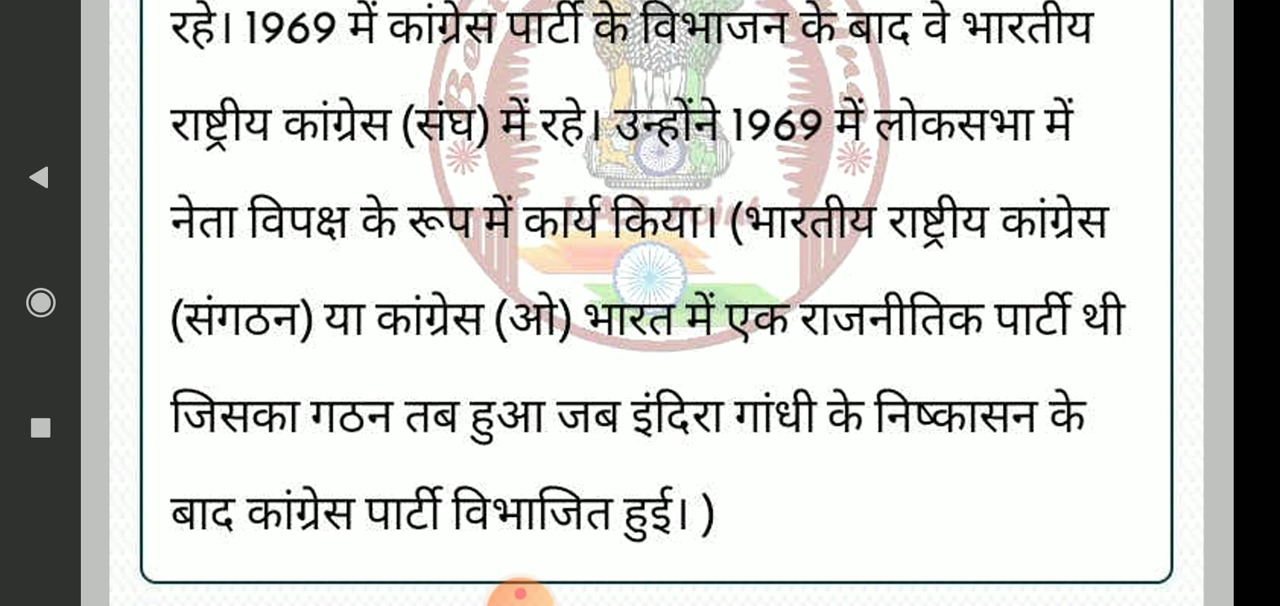 रहे। 1969 में कांग्रेस पार्टी के विभाजन के बाद वे भारतीय
राष्ट्रीय कांग्रेस (संघ) में रहे। उन्होंने 1969 में लोकसभा में
नेता विपक्ष के रूप में कार्य किया। (भारतीय राष्ट्रीय कांग्रेस
(संगठन) या कांग्रेस (ओ) भारत में एक राजनीतिक पार्टी थी
जिसका गठन तब हुआ जब इंदिरा गांधी के निष्कासन के
बाद कांग्रेस पार्टी विभाजित हुई। )